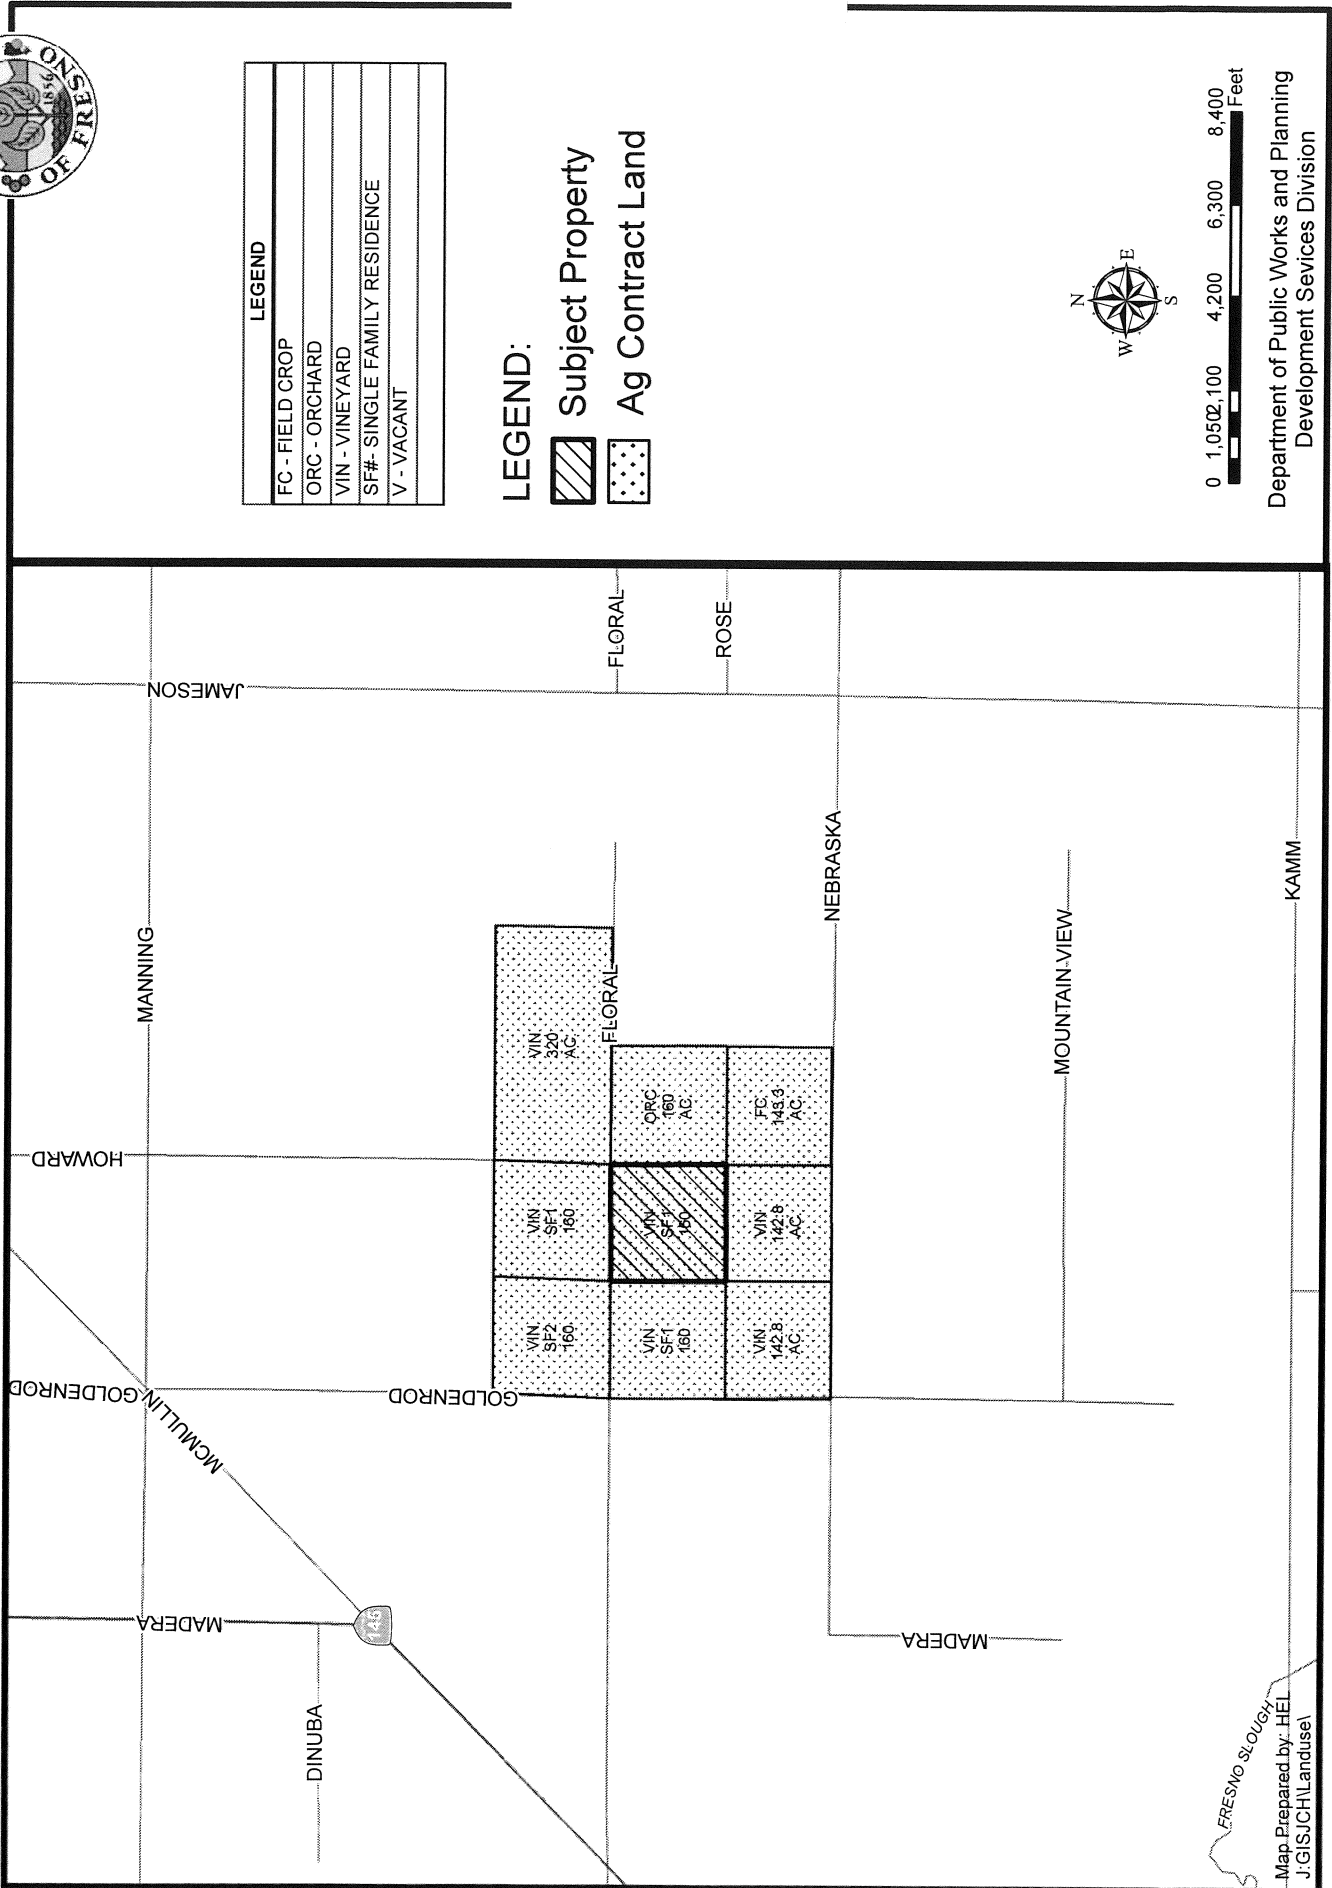 OF FRESNO
1856
LEGEND
FC - FIELD CROP
ORC - ORCHARD
VIN - VINEYARD
SF#- SINGLE FAMILY RESIDENCE
V - VACANT
LEGEND:
Subject Property
Ag Contract Land
N
W
E
S
0 1,050 2,100 4,200 6,300 8,400
Feet
Department of Public Works and Planning
Development Sevices Division
MANNING
DINUBA
FLORAL
FLORAL
ROSE
NEBRASKA
MOUNTAIN VIEW
KAMM
MADERA
MADERA
145
MCMULLIN
GOLDENROD
GOLDENROD
HOWARD
JAMESON
VIN
SF2
160
VIN
SF1
160
VIN
320
AC.
VIN
SF1
160
VIN
SF1
160
ORC
160
AC.
VIN
142.8
AC.
VIN
142.8
AC.
FC
143.3
AC.
FRESNO SLOUGH
Map Prepared by: HEL
J:GISJCH\Landuse\